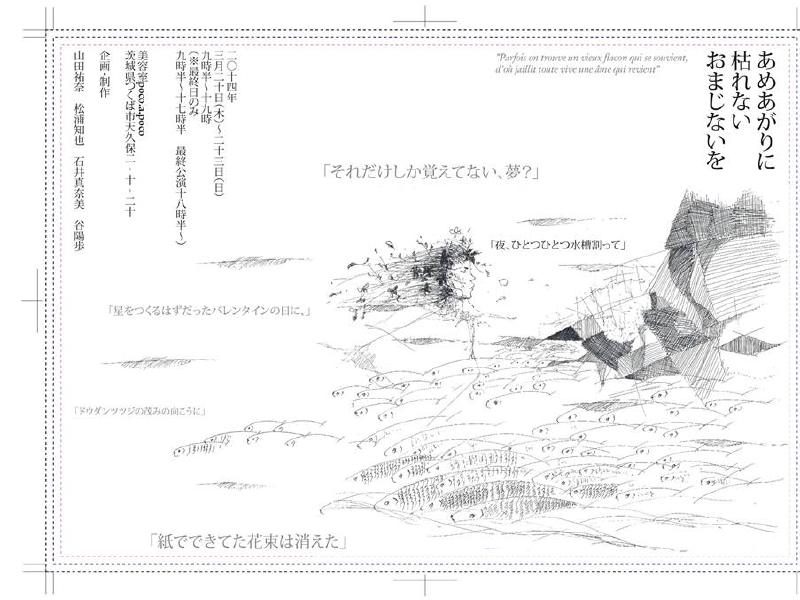 あめあがりに
枯れない
おまじないを
"Parfois on trouve un vieux flacon qui se souvient,
d'où jaillit toute vive une âme qui revient"
二〇一四年
三月二十日(木)〜二十三日(日)
九時半〜十九時
(※最終日のみ
九時半〜十七時半　最終公演十八時半〜)
美容室poco.a.poco
茨城県つくば市天久保二‐十‐二十
企画・制作
山田祐奈　松浦知也　石井真奈美　谷陽歩
「それだけしか覚えてない、夢？」
「夜、ひとつひとつ水槽割って」
「星をつくるはずだったバレンタインの日に、」
「ドウダンツツジの茂みの向こうに」
「紙でできてた花束は消えた」